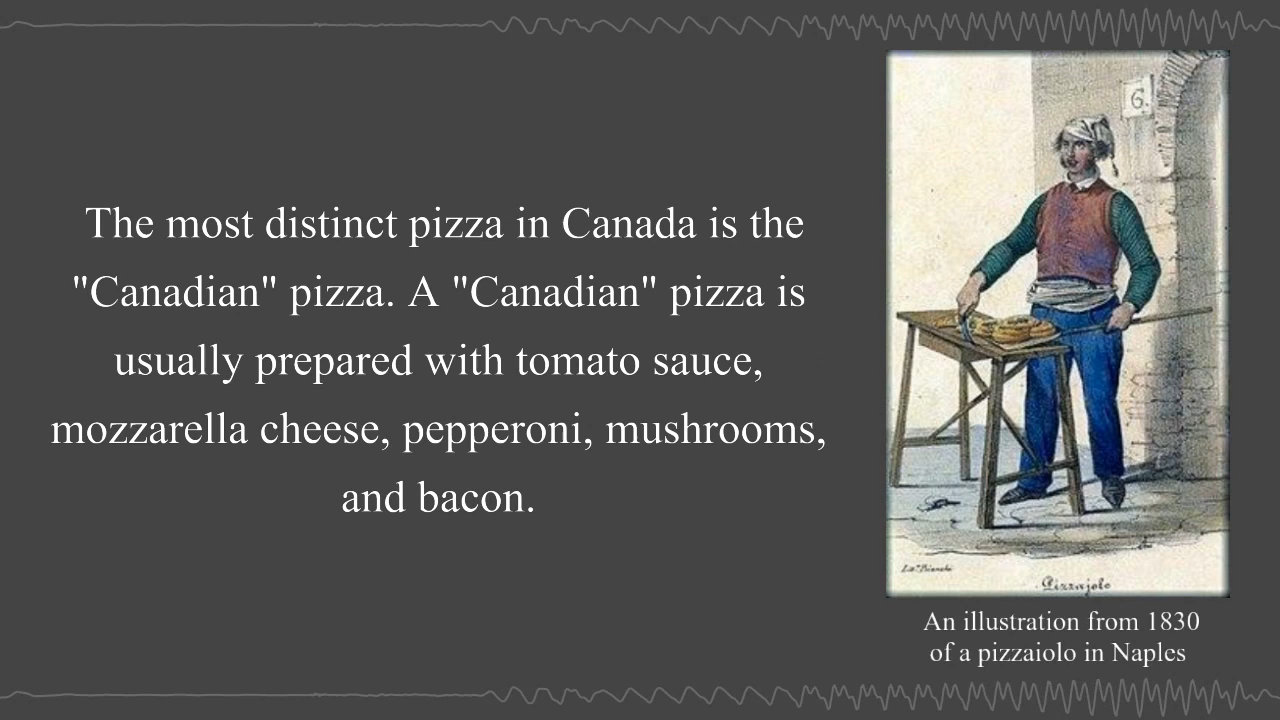 The most distinct pizza in Canada is the
"Canadian" pizza. A "Canadian" pizza is
usually prepared with tomato sauce,
mozzarella cheese, pepperoni, mushrooms,
and bacon.
6.
Pizzajolo
An illustration from 1830
of a pizzaiolo in Naples